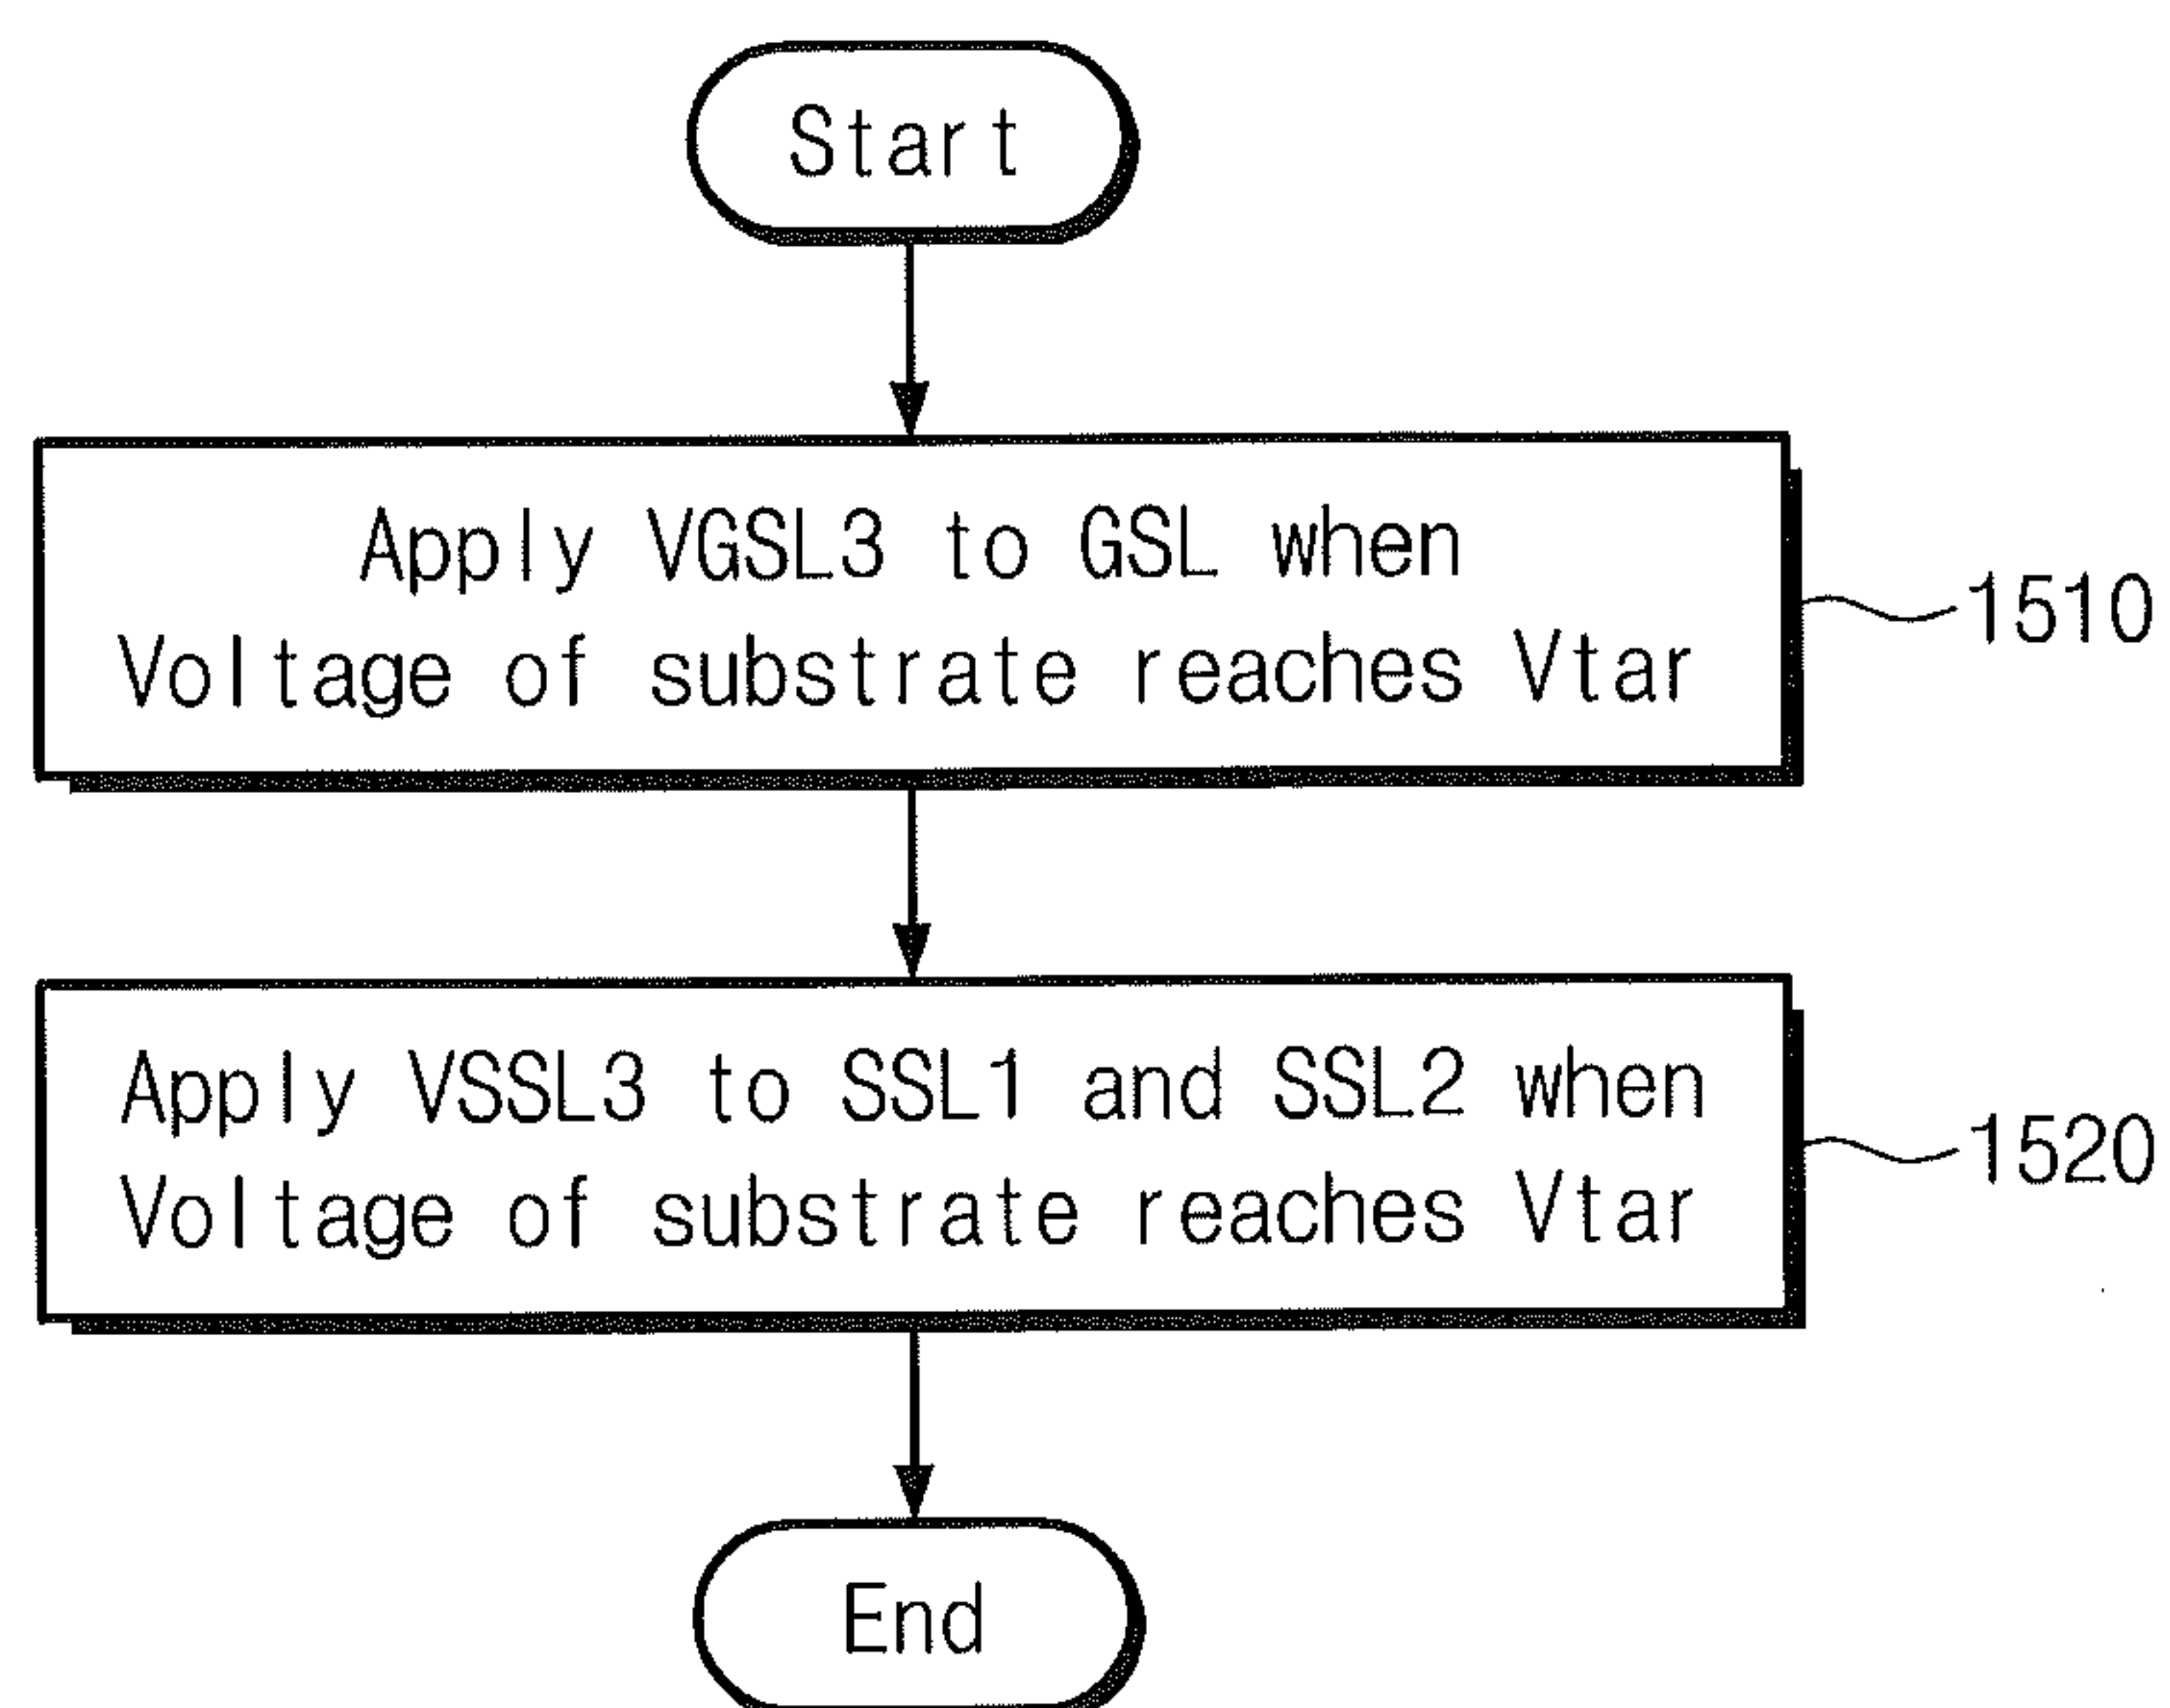 Start
Apply VGSL3 to GSL when
Voltage of substrate reaches Vtar
1510
Apply VSSL3 to SSL1 and SSL2 when
Voltage of substrate reaches Vtar
1520
End